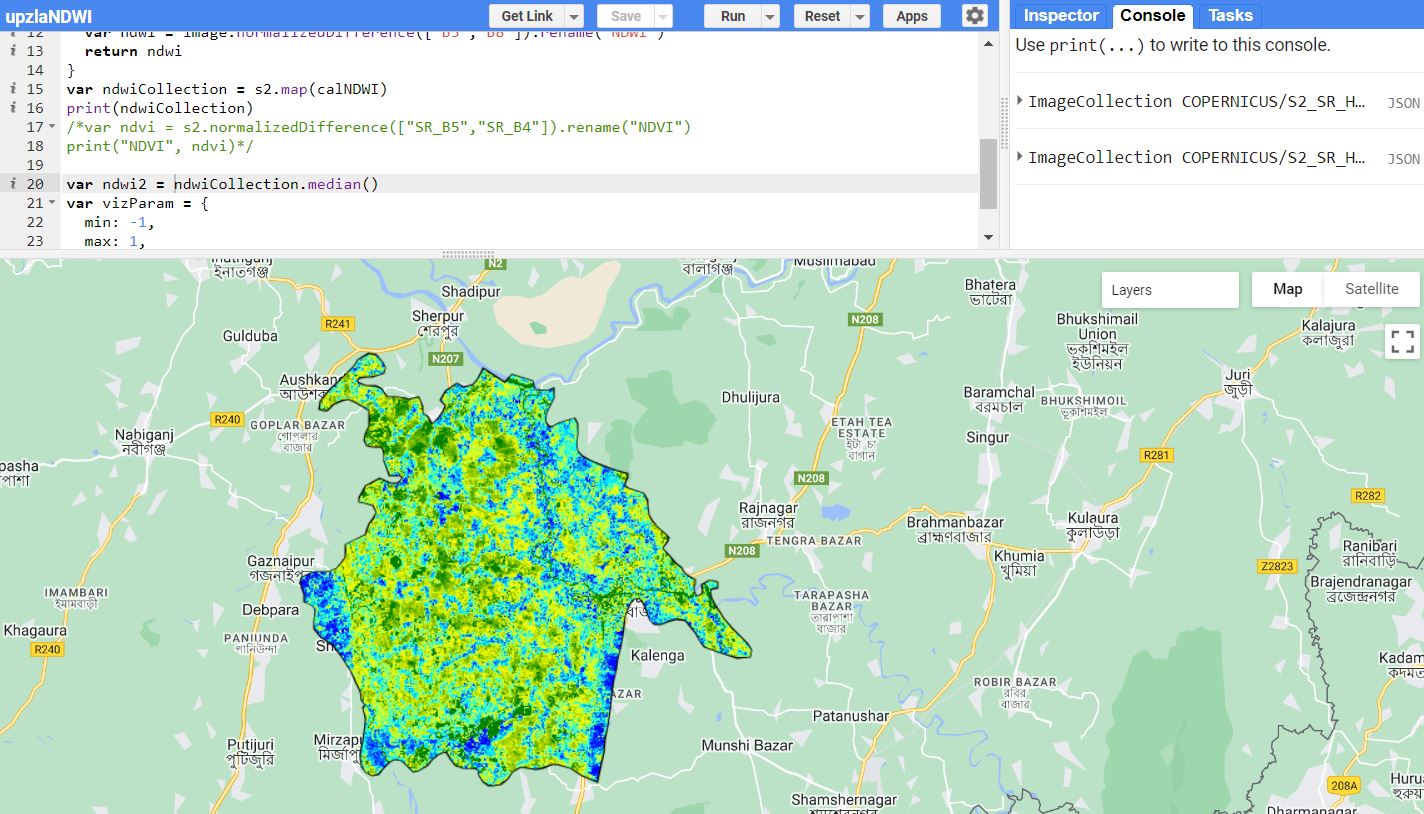 upzlaNDWI
Get Link
Save
Run
Reset
Apps
Inspector
Console
Tasks
12 var ndwi = image.normalizedDifference(["B3","B8"]).rename("NDWI")
i 13 return ndwi
14 }
i 15 var ndwiCollection = s2.map(calNDWI)
i 16 print(ndwiCollection)
17 /*var ndvi = s2.normalizedDifference(["SR_B5","SR_B4"]).rename("NDVI")
18 print("NDVI", ndvi)*/
19
i 20 var ndwi2 = ndwiCollection.median()
21 var vizParam = {
22 min: -1,
23 max: 1,
Use print(...) to write to this console.
ImageCollection COPERNICUS/S2_SR_H… JSON
ImageCollection COPERNICUS/S2_SR_H… JSON
Layers
Map
Satellite
ইনাতগঞ্জ
N2
বালাগঞ্জ
Muslimabad
Shadipur
Bhatera
ভাটেরা
Sherpur
শেরপুর
R241
Gulduba
N207
N208
Bhukshimail
Union
ভুকশিমইল
ইউনিয়ন
Kalajura
কলাজুরা
Aushkan
আউশক
Juri
জুড়ী
Dhulijura
Baramchal
বরমচাল
BHUKSHIMOIL
ভূকশিমইল
R240
GOPLAR BAZAR
গোপলার
বাজার
Nabiganj
নবীগঞ্জ
ETAH TEA
ESTATE
ইটা চা
বাগান
Singur
R281
pasha
পাশা
N208
R282
Rajnagar
রাজনগর
Brahmanbazar
ব্রাহ্মণবাজার
Kulaura
কুলাউড়া
TENGRA BAZAR
N208
Ranibari
রানিবাড়ি
Gaznaipur
গজনাইপ
Khumia
খুমিয়া
Z2823
Brajendranagar
ব্রজেন্দ্রনগর
IMAMBARI
ইমামবাড়ী
Debpara
TARAPASHA
BAZAR
তারাপাশা
বাজার
Khagaura
R240
PANIUNDA
পানিউন্দা
Sh
Kalenga
Kadam
কদমত
AZAR
ROBIR BAZAR
রবির
বাজার
Patanushar
Putijuri
পুটিজুরি
Mirzapu
মির্জাপু
Munshi Bazar
208A
Shamshernagar
শমশেরনগর
Dharmanagar